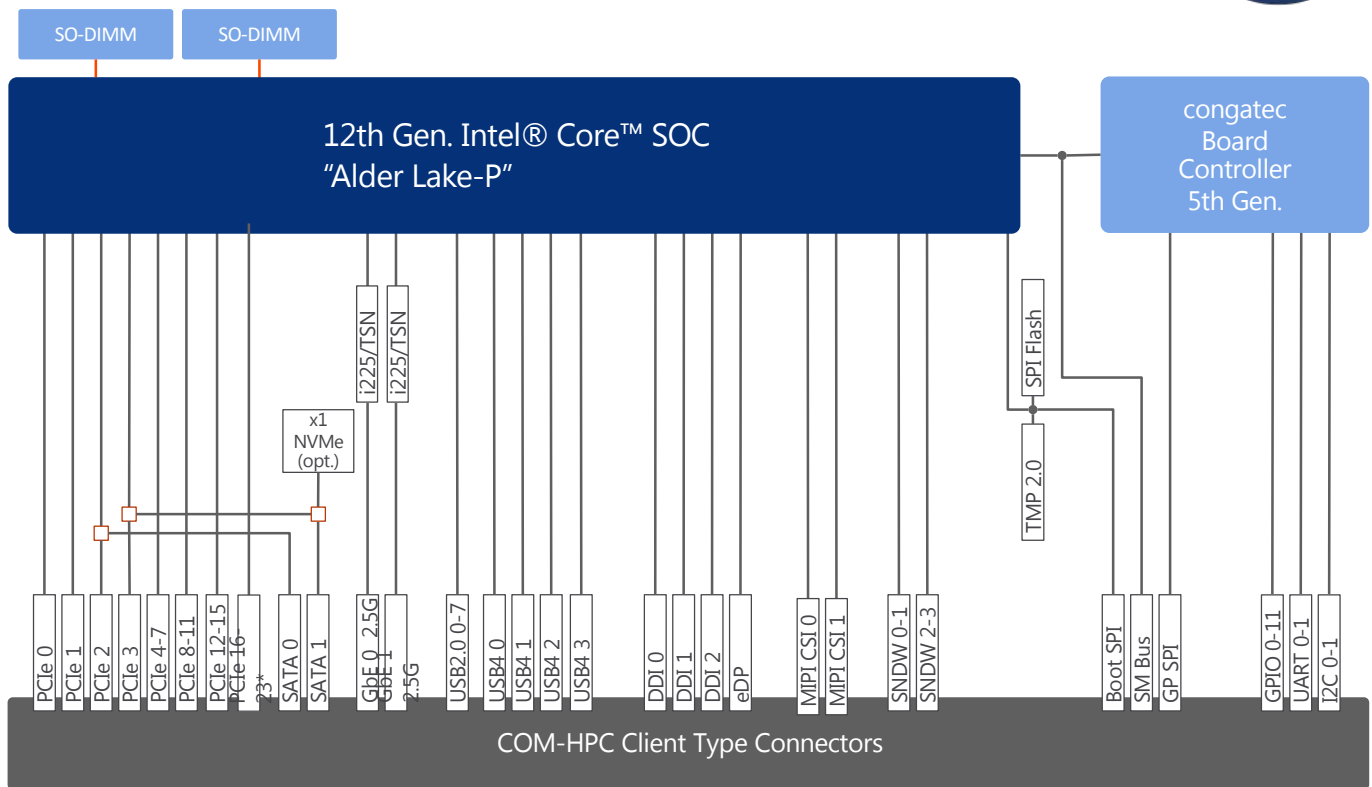 SO-DIMM
SO-DIMM
12th Gen. Intel® Core™ SOC
“Alder Lake-P”
congatec
Board
Controller
5th Gen.
i225/TSN
i225/TSN
SPI Flash
x1
NVMe
(opt.)
TMP 2.0
PCIe 0
PCIe 1
PCIe 2
PCIe 3
PCIe 4-7
PCIe 8-11
PCIe 12-15
PCIe 16-
23*
SATA 0
SATA 1
GbE 0 2.5G
GbE 1
2.5G
USB2.0 0-7
USB4 0
USB4 1
USB4 2
USB4 3
DDI 0
DDI 1
DDI 2
eDP
MIPI CSI 0
MIPI CSI 1
SNDW 0-1
SNDW 2-3
Boot SPI
SM Bus
GP SPI
GPIO 0-11
UART 0-1
I2C 0-1
COM-HPC Client Type Connectors